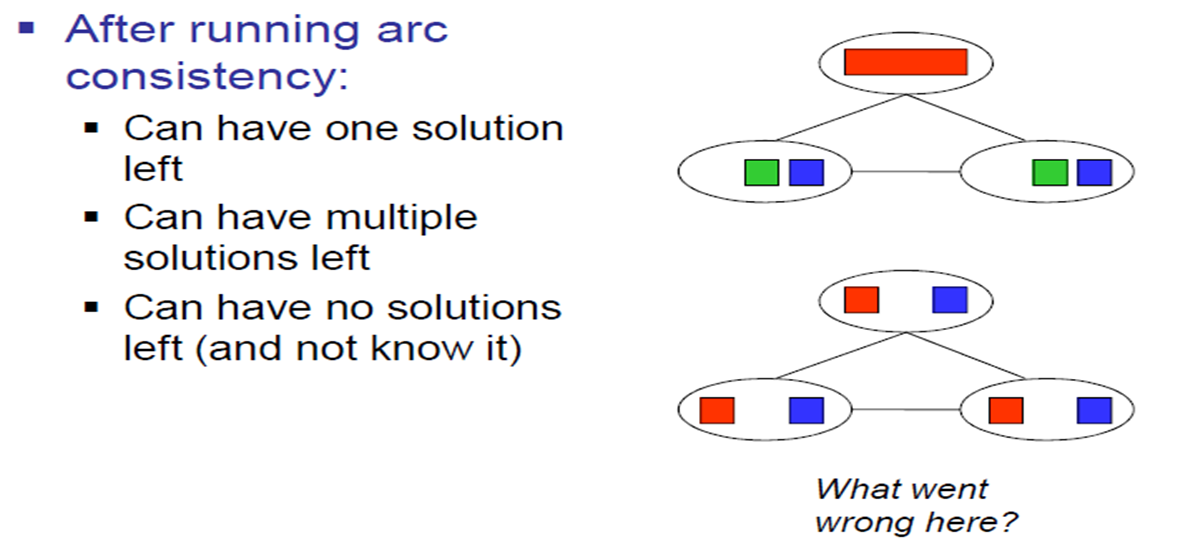 After running arc
consistency:
Can have one solution
left
Can have multiple
solutions left
Can have no solutions
left (and not know it)
What went
wrong here?